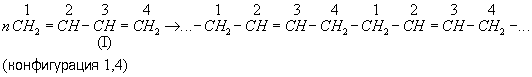 1 2 3 4 1 2 3 4 1 2 3 4
nCH₂ = CH − CH = CH₂ →...− CH₂ − CH = CH − CH₂ − CH₂ − CH = CH − CH₂ − ...
(I)
(конфигурация 1,4)